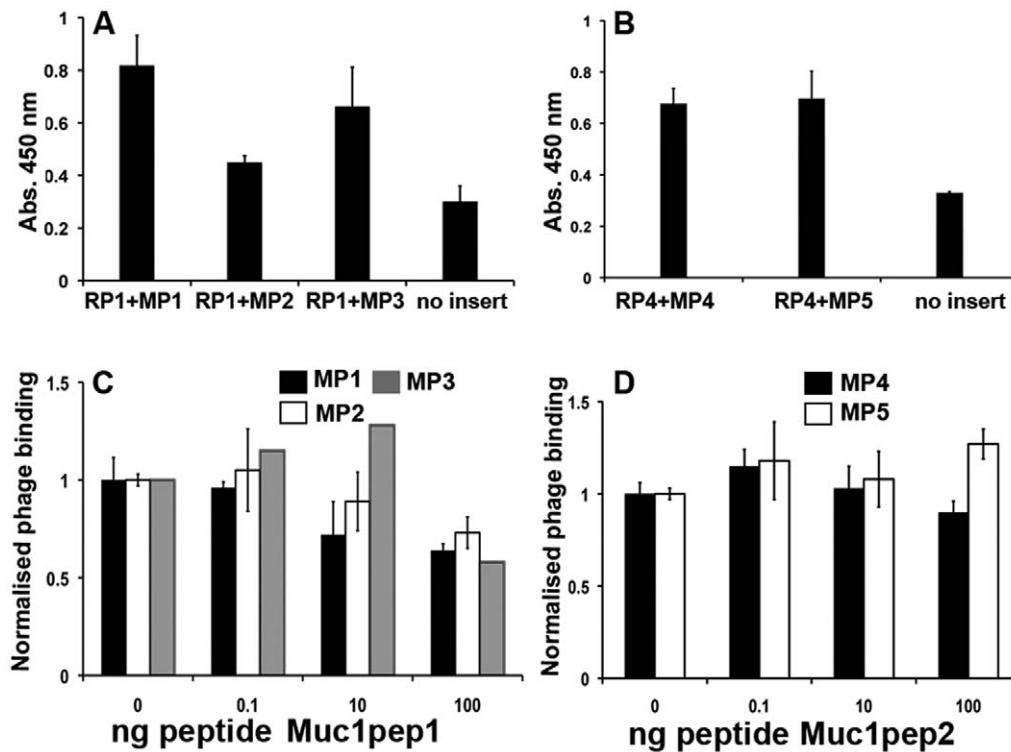 A
1
0.8
0.6
0.4
0.2
0
Abs. 450 nm
RP1+MP1 RP1+MP2 RP1+MP3 no insert
B
1
0.8
0.6
0.4
0.2
0
Abs. 450 nm
RP4+MP4 RP4+MP5 no insert
C
MP1 MP3
MP2
1.5
1
0.5
0
Normalised phage binding
0 0.1 10 100
ng peptide Muc1pep1
D
MP4
MP5
1.5
1
0.5
0
Normalised phage binding
0 0.1 10 100
ng peptide Muc1pep2